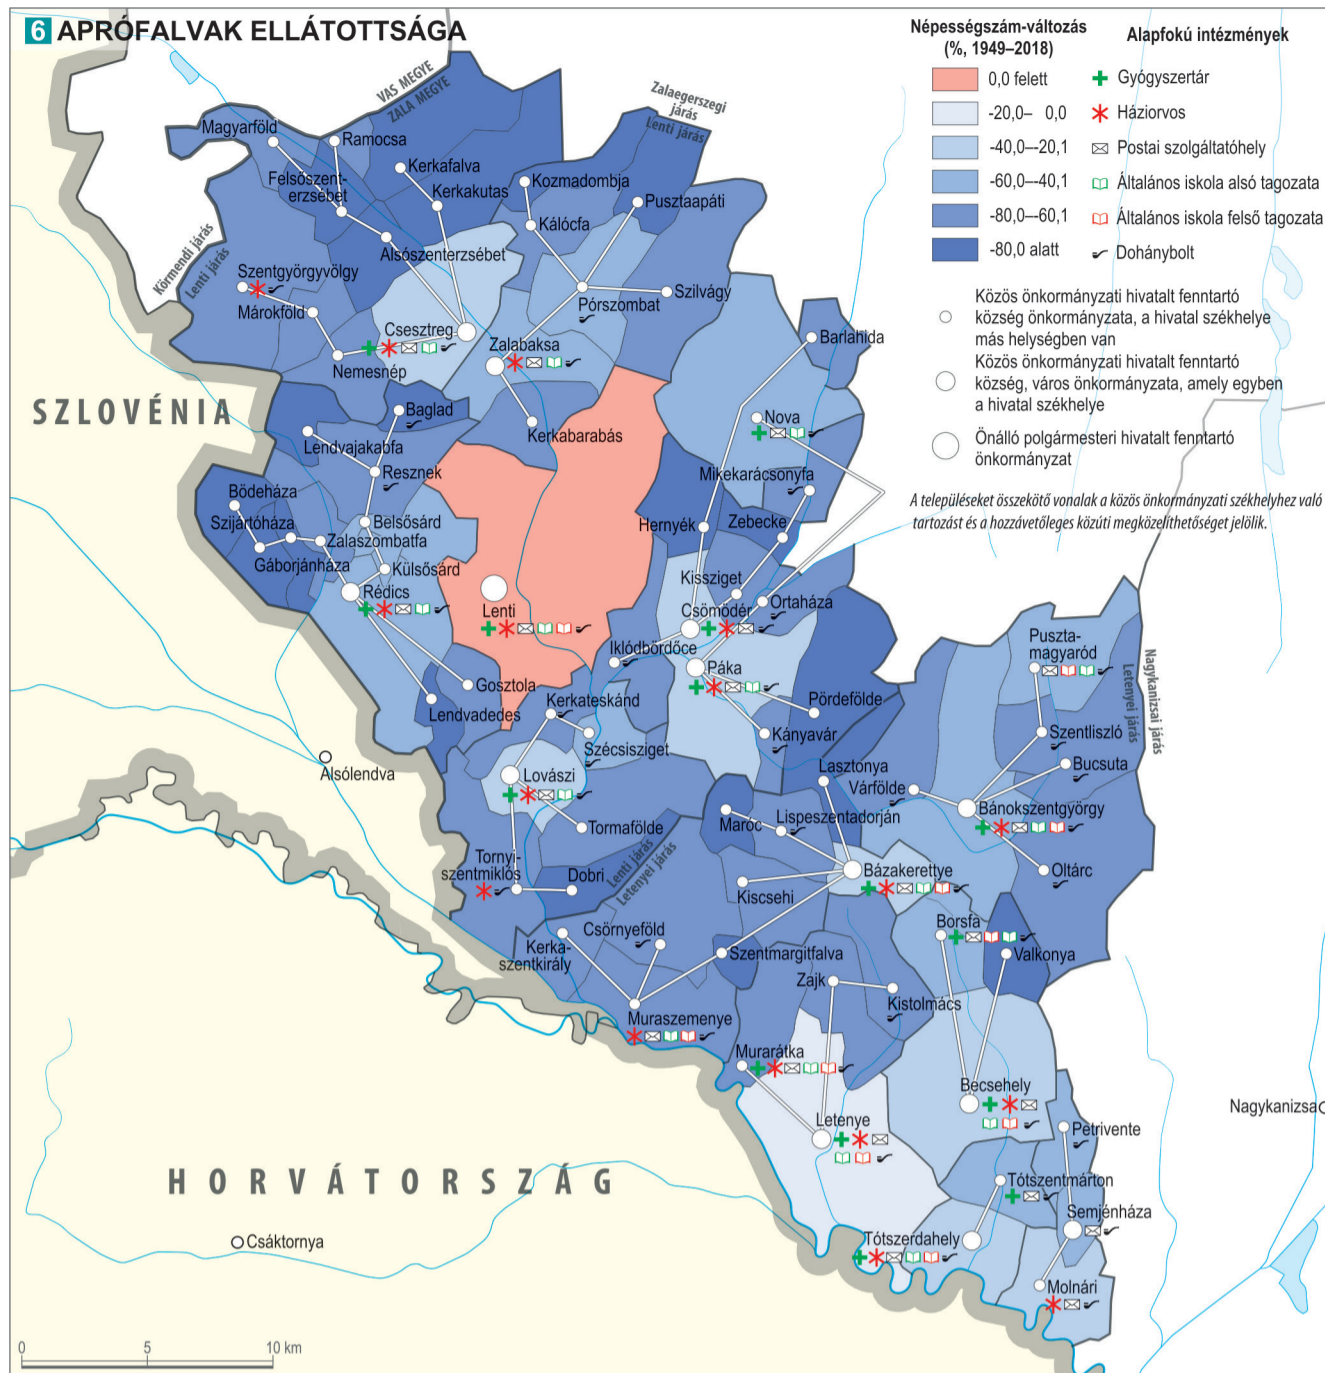 6 APRÓFALVAK ELLÁTOTTSÁGA
Népességszám-változás
(%, 1949–2018)
0,0 felett
-20,0– 0,0
-40,0–-20,1
-60,0–-40,1
-80,0–-60,1
-80,0 alatt
Alapfokú intézmények
Gyógyszertár
Háziorvos
Postai szolgáltatóhely
Általános iskola alsó tagozata
Általános iskola felső tagozata
Dohánybolt
Közös önkormányzati hivatalt fenntartó
község önkormányzata, a hivatal székhelye
más helységben van
Közös önkormányzati hivatalt fenntartó
község, város önkormányzata, amely egyben
a hivatal székhelye
Önálló polgármesteri hivatalt fenntartó
önkormányzat
A településeket összekötő vonalak a közös önkormányzati székhelyhez való
tartozást és a hozzávetőleges közúti megközelíthetőséget jelölik.
VAS MEGYE
ZALA MEGYE
Zalaegerszegi
járás
Lenti járás
Magyarföld
Ramocsa
Felsőszent-
erzsébet
Kerkafalva
Kerkakutas
Kozmadombja
Pusztaapáti
Kálócfa
Alsószenterzsébet
Körmendi járás
Lenti járás
Szentgyörgyvölgy
Márokföld
Szilvágy
Pórszombat
Csesztreg
Zalabaksa
Nemesnép
Barlahida
SZLOVÉNIA
Baglad
Lendvajakabfa
Kerkabarabás
Nova
Resznek
Mikekarácsonyfa
Bödeháza
Szijártóháza
Belsősárd
Hernyék
Zebecke
Zalaszombatfa
Gáborjánháza
Külsősárd
Rédics
Kissziget
Lenti
Csömödér
Ortaháza
Iklódbördőce
Puszta-
magyaród
Páka
Letenyei járás
Nagykanizsai járás
Gosztola
Lendvadedes
Kerkateskánd
Pördefölde
Szécsisziget
Kányavár
Szentliszló
Alsólendva
Lovászi
Lasztonya
Várfölde
Bucsuta
Maróc
Lispeszentadorján
Bánokszentgyörgy
Tormafölde
Lenti járás
Letenyei járás
Tornyi-
szentmiklós
Dobri
Bázakerettye
Oltárc
Kiscsehi
Borsfa
Csörnyeföld
Kerka-
szentkirály
Szentmargitfalva
Valkonya
Zajk
Kistolmács
Muraszemenye
Murarátka
Becsehely
Nagykanizsa
Letenye
Petrivente
HORVÁTORSZÁG
Tótszentmárton
Semjénháza
Csáktornya
Tótszerdahely
Molnári
0 5 10 km